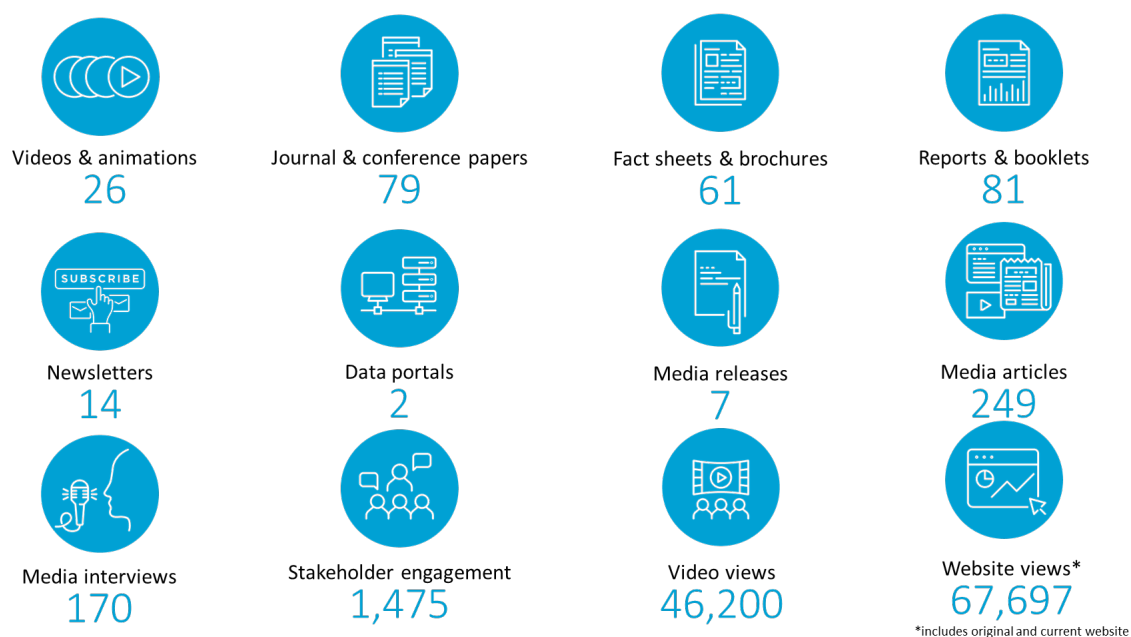 Videos & animations
26
Journal & conference papers
79
Fact sheets & brochures
61
Reports & booklets
81
SUBSCRIBE
Newsletters
14
Data portals
2
Media releases
7
Media articles
249
Media interviews
170
Stakeholder engagement
1,475
Video views
46,200
Website views*
67,697
*includes original and current website